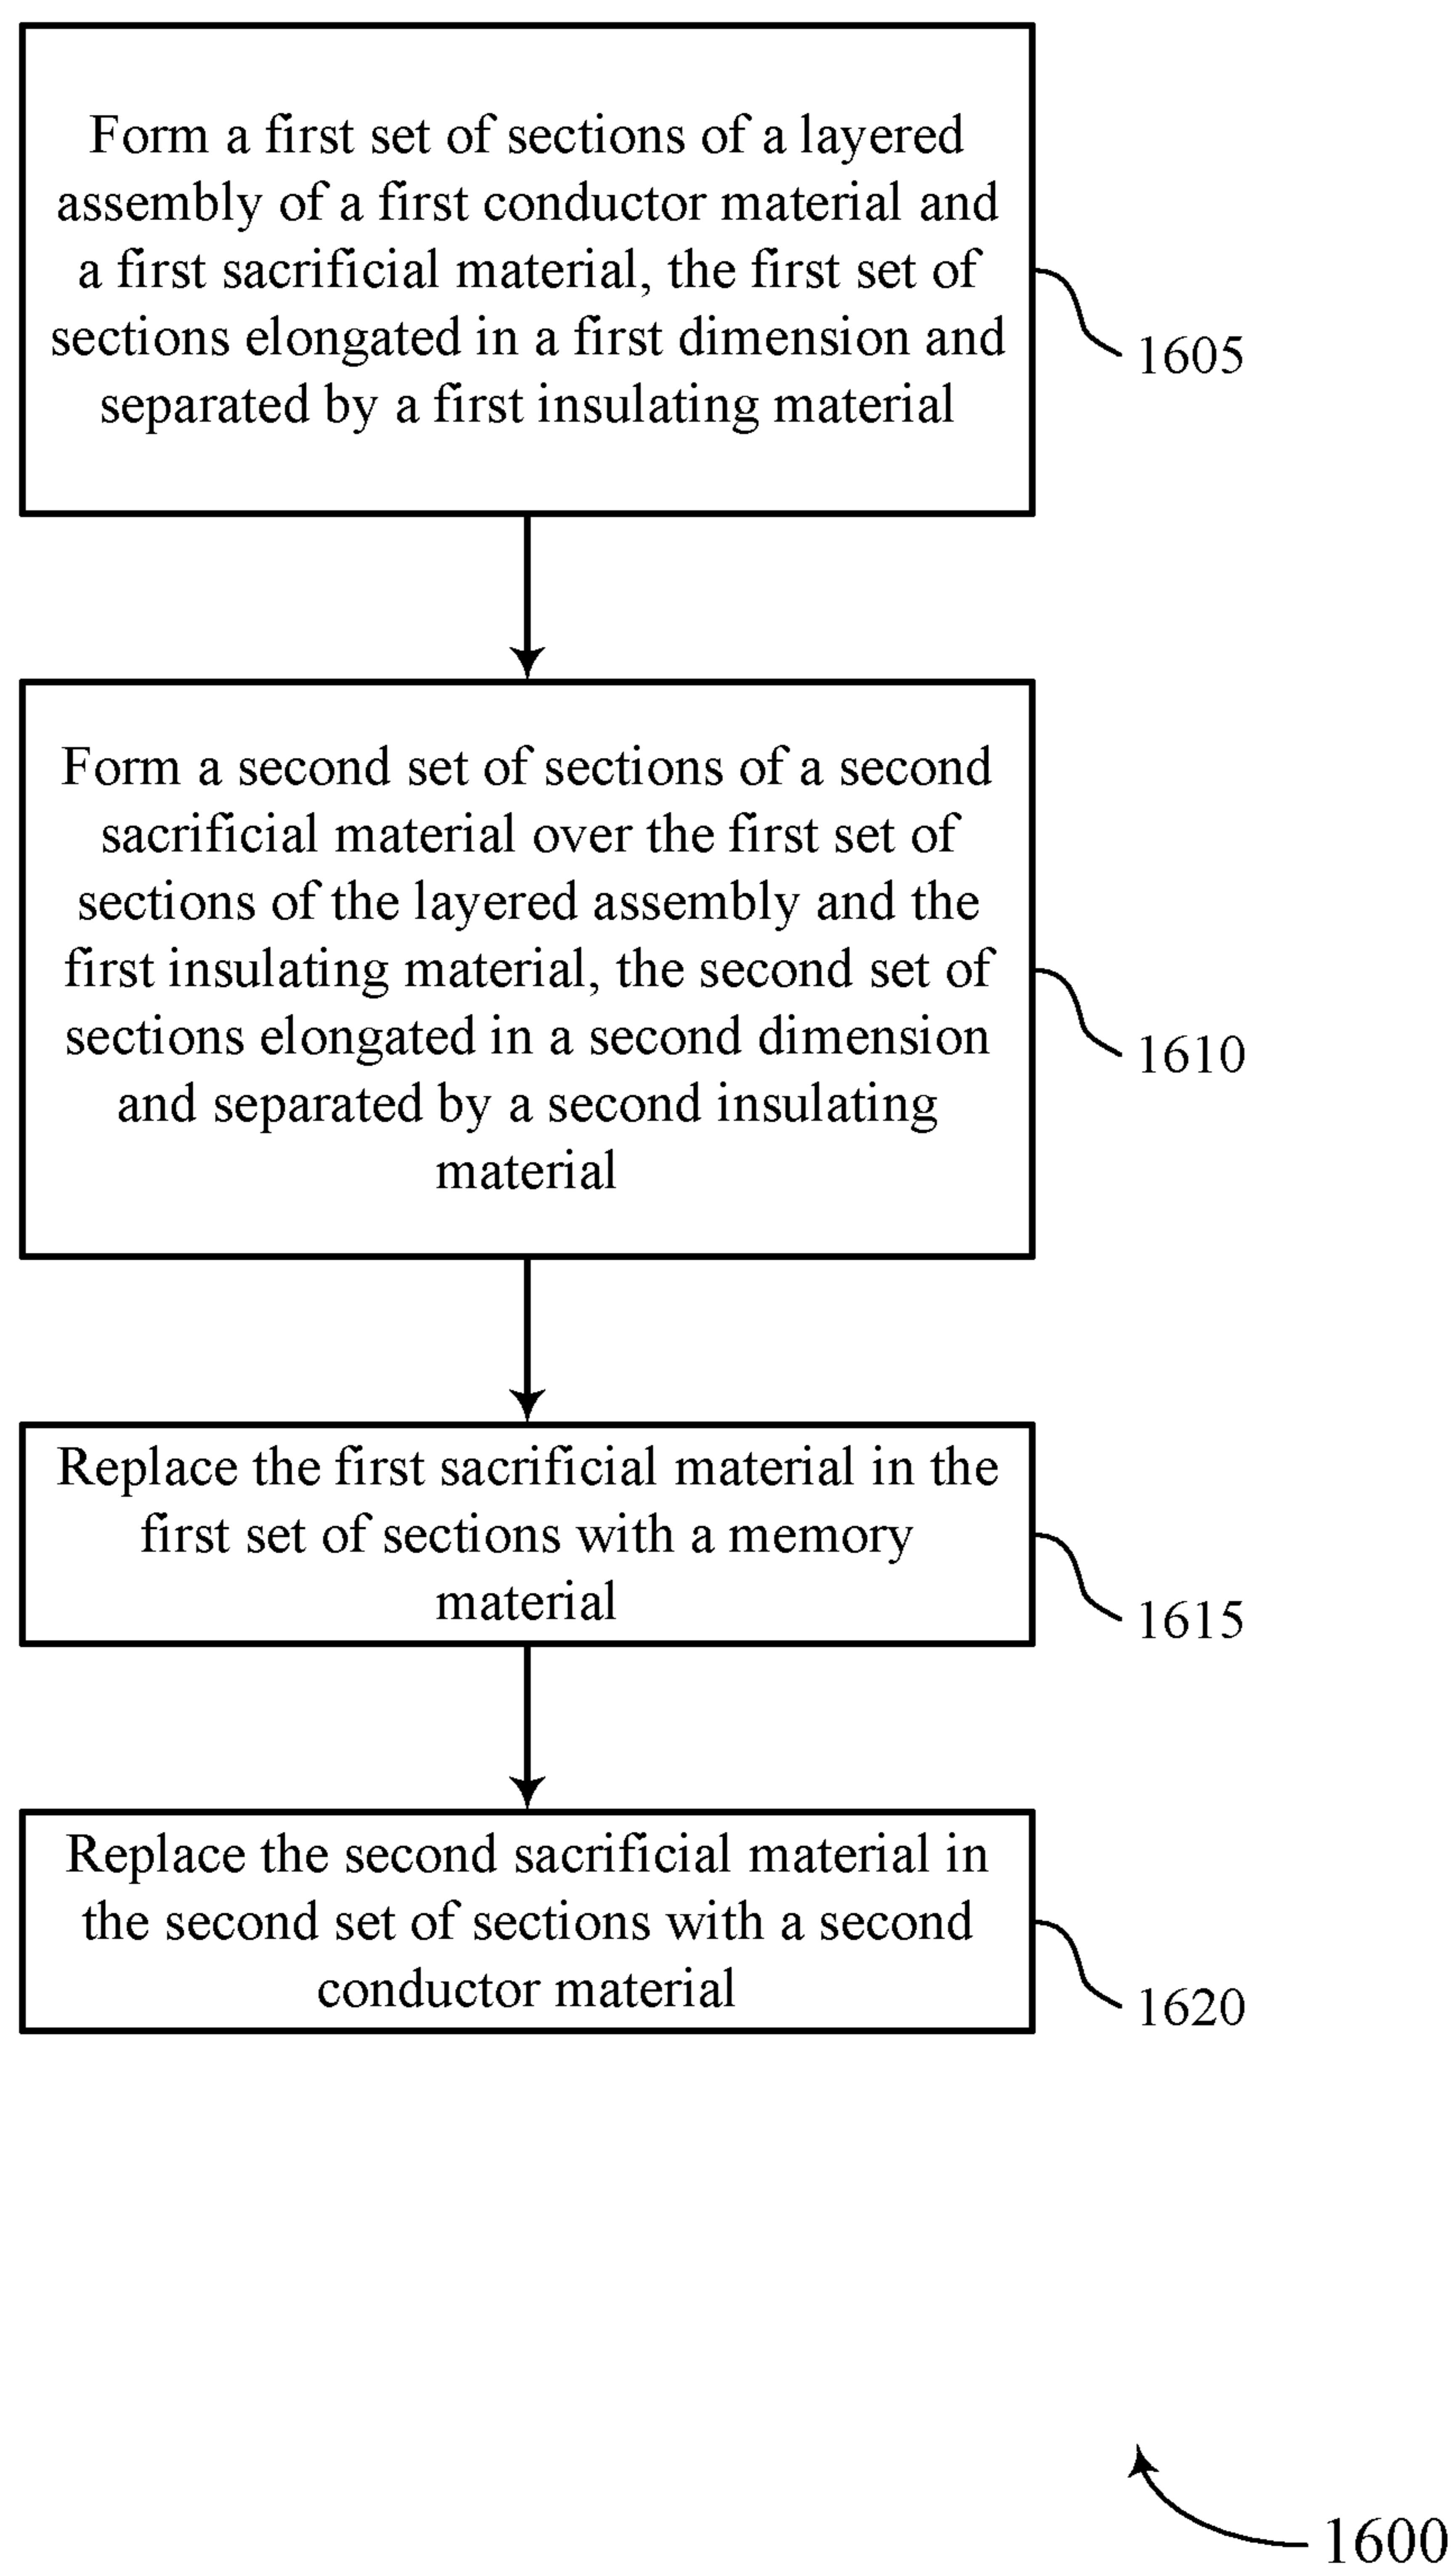 Form a first set of sections of a layered
assembly of a first conductor material and
a first sacrificial material, the first set of
sections elongated in a first dimension and
separated by a first insulating material
1605
Form a second set of sections of a second
sacrificial material over the first set of
sections of the layered assembly and the
first insulating material, the second set of
sections elongated in a second dimension
and separated by a second insulating
material
1610
Replace the first sacrificial material in the
first set of sections with a memory
material
1615
Replace the second sacrificial material in
the second set of sections with a second
conductor material
1620
1600